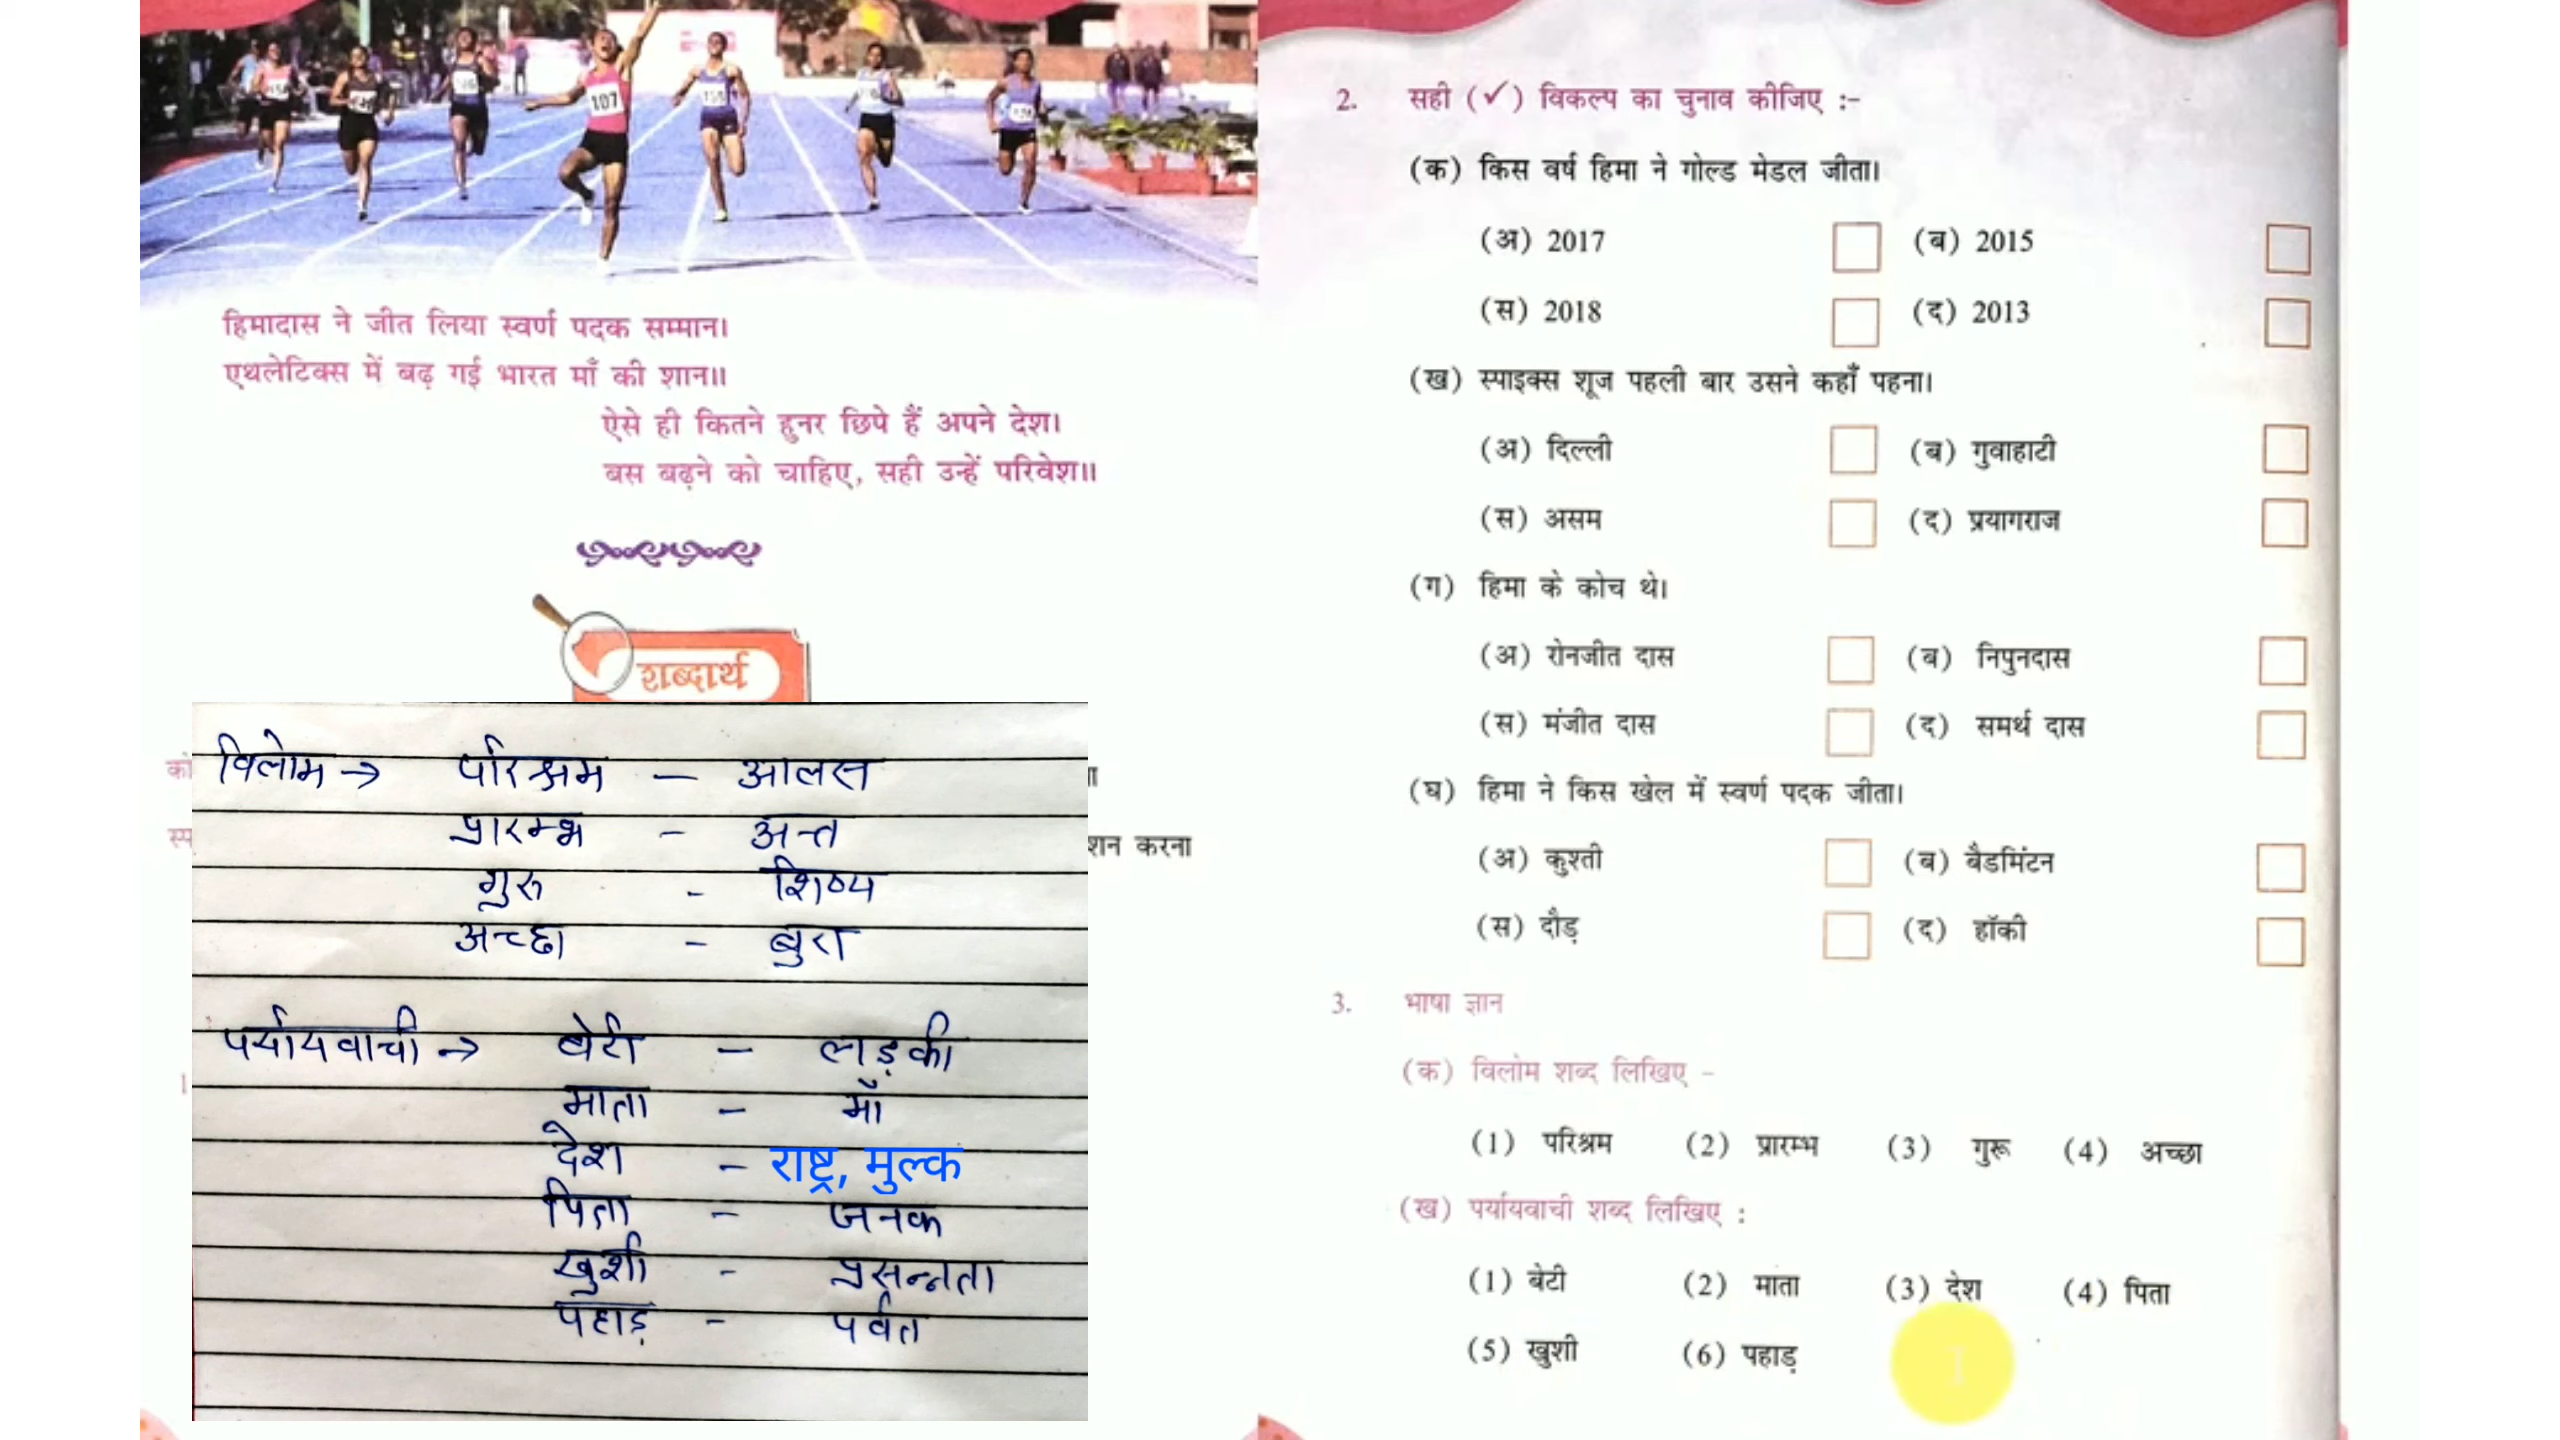 107
हिमादास ने जीत लिया स्वर्ण पदक सम्मान।
एथलेटिक्स में बढ़ गई भारत माँ की शान॥
ऐसे ही कितने हुनर छिपे हैं अपने देश।
बस बढ़ने को चाहिए, सही उन्हें परिवेश॥
शब्दार्थ
शन करना
विलोम → परिश्रम — आलस
प्रारम्भ - अन्त
गुरु - शिष्य
अच्छा - बुरा
पर्यायवाची → बेटी - लड़की
माता - माँ
देश - राष्ट्र, मुल्क
पिता - जनक
खुशी - प्रसन्नता
पहाड़ - पर्वत
2. सही (✓) विकल्प का चुनाव कीजिए :-
(क) किस वर्ष हिमा ने गोल्ड मेडल जीता।
(अ) 2017 (ब) 2015
(स) 2018 (द) 2013
(ख) स्पाइक्स शूज पहली बार उसने कहाँ पहना।
(अ) दिल्ली (ब) गुवाहाटी
(स) असम (द) प्रयागराज
(ग) हिमा के कोच थे।
(अ) रोनजीत दास (ब) निपुनदास
(स) मंजीत दास (द) समर्थ दास
(घ) हिमा ने किस खेल में स्वर्ण पदक जीता।
(अ) कुश्ती (ब) बैडमिंटन
(स) दौड़ (द) हॉकी
3. भाषा ज्ञान
(क) विलोम शब्द लिखिए -
(1) परिश्रम (2) प्रारम्भ (3) गुरू (4) अच्छा
(ख) पर्यायवाची शब्द लिखिए :
(1) बेटी (2) माता (3) देश (4) पिता
(5) खुशी (6) पहाड़